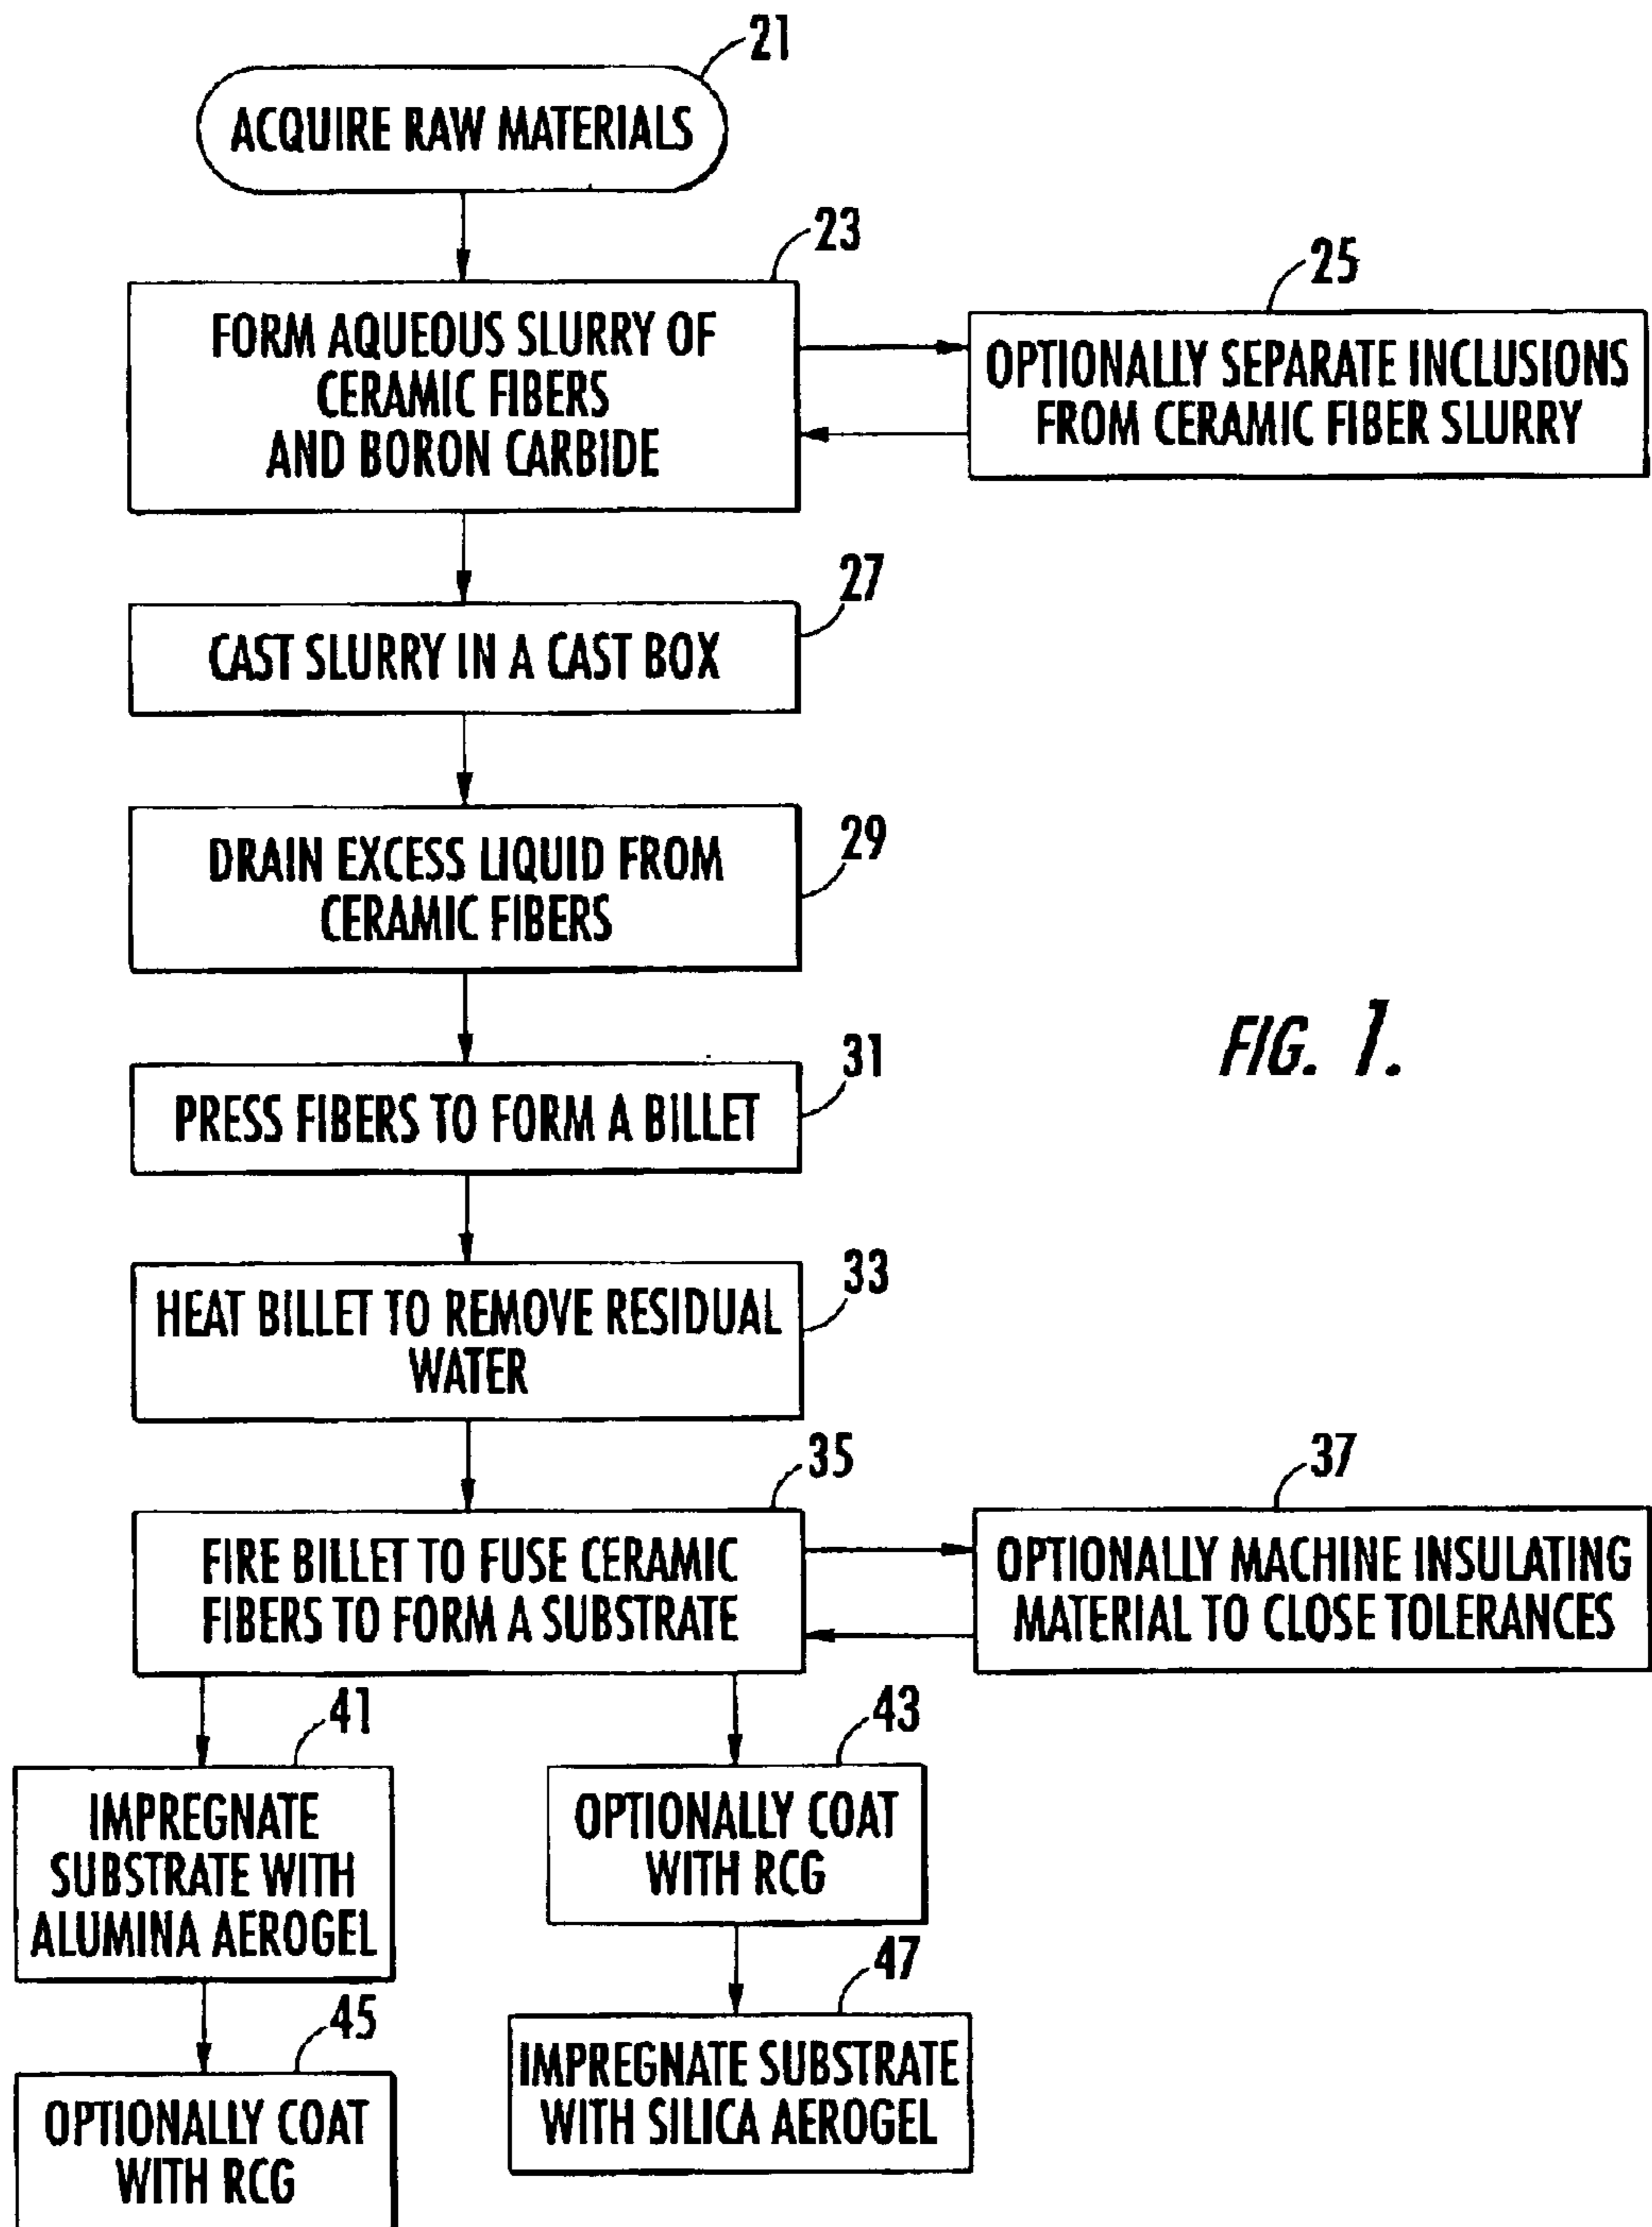 21
ACQUIRE RAW MATERIALS
23
FORM AQUEOUS SLURRY OF
CERAMIC FIBERS
AND BORON CARBIDE
25
OPTIONALLY SEPARATE INCLUSIONS
FROM CERAMIC FIBER SLURRY
27
CAST SLURRY IN A CAST BOX
29
DRAIN EXCESS LIQUID FROM
CERAMIC FIBERS
31
PRESS FIBERS TO FORM A BILLET
FIG. 1.
33
HEAT BILLET TO REMOVE RESIDUAL
WATER
35
FIRE BILLET TO FUSE CERAMIC
FIBERS TO FORM A SUBSTRATE
37
OPTIONALLY MACHINE INSULATING
MATERIAL TO CLOSE TOLERANCES
41
IMPREGNATE
SUBSTRATE WITH
ALUMINA AEROGEL
43
OPTIONALLY COAT
WITH RCG
45
OPTIONALLY COAT
WITH RCG
47
IMPREGNATE SUBSTRATE
WITH SILICA AEROGEL